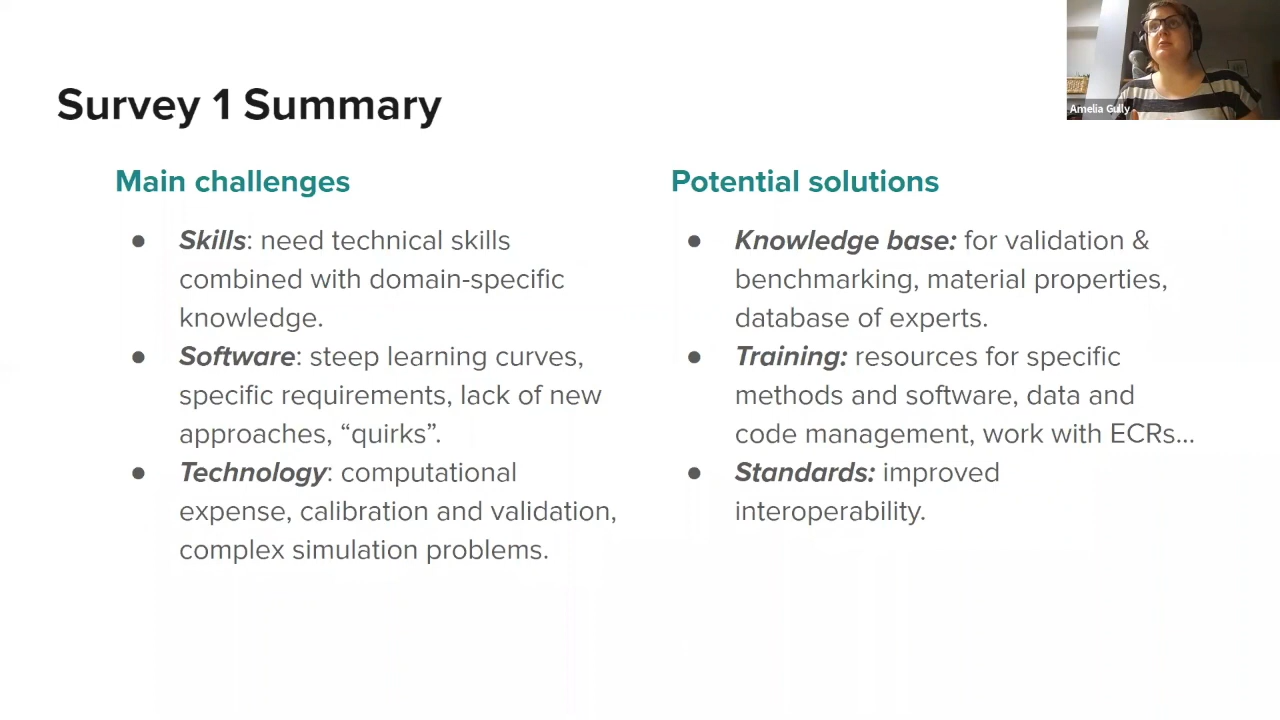 Survey 1 Summary
Amelia Gully
Main challenges
● Skills: need technical skills
combined with domain-specific
knowledge.
● Software: steep learning curves,
specific requirements, lack of new
approaches, “quirks”.
● Technology: computational
expense, calibration and validation,
complex simulation problems.
Potential solutions
● Knowledge base: for validation &
benchmarking, material properties,
database of experts.
● Training: resources for specific
methods and software, data and
code management, work with ECRs...
● Standards: improved
interoperability.